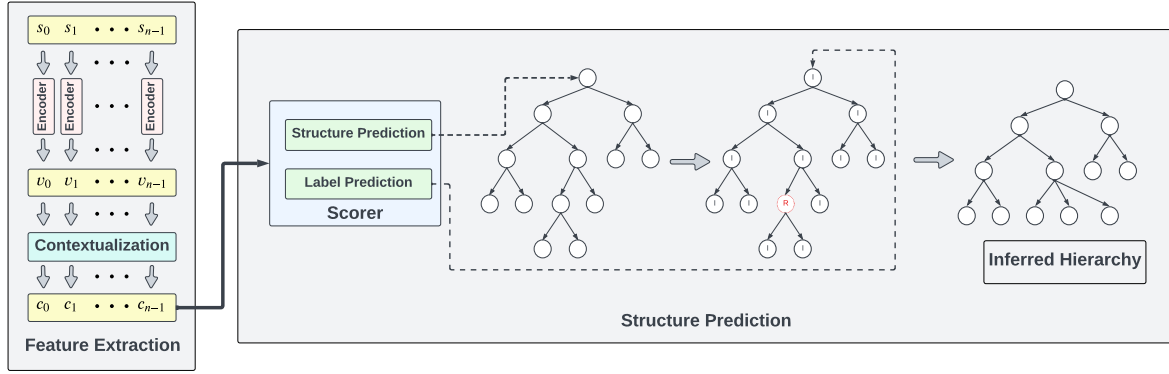 s₀ s₁ • • • sₙ₋₁
• • •
Encoder Encoder • • • Encoder
• • •
v₀ v₁ • • • vₙ₋₁
• • •
Contextualization
• • •
c₀ c₁ • • • cₙ₋₁
Feature Extraction
Structure Prediction
Label Prediction
Scorer
I
I I
I I I I
I I R I
I I
Inferred Hierarchy
Structure Prediction